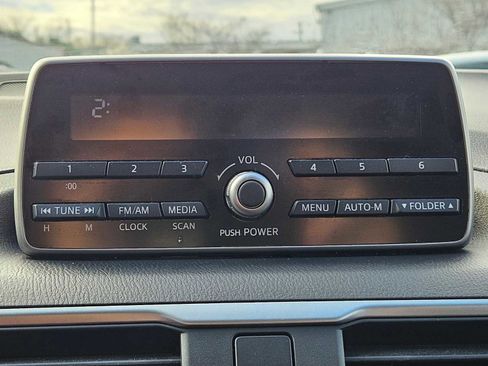 2:
VOL
1 2 3 4 5 6
:00
⏮ TUNE ⏭ FM/AM MEDIA MENU AUTO-M ▼ FOLDER ▲
H M CLOCK SCAN PUSH POWER